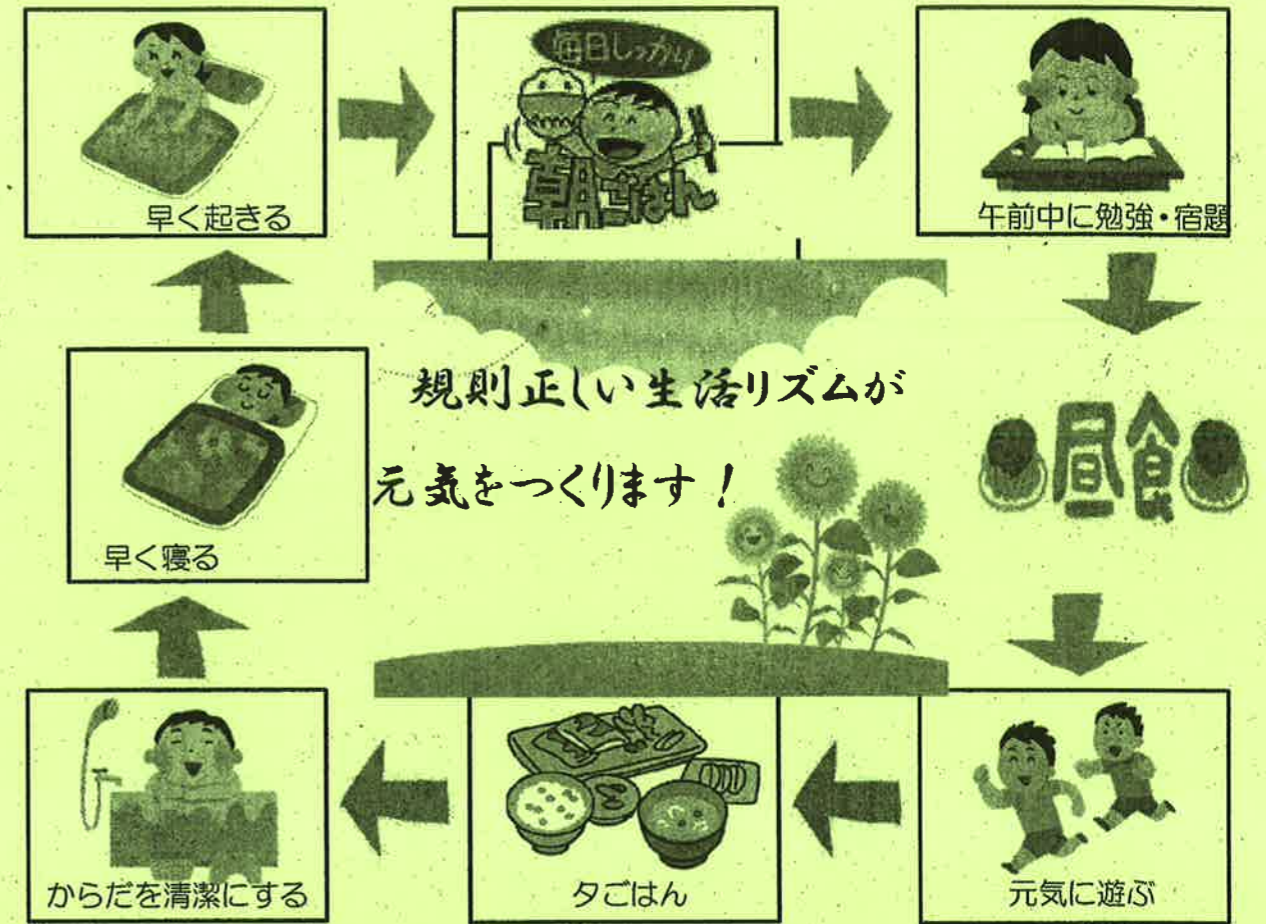 早く起きる
毎日しっかり
朝ごはん
午前中に勉強・宿題
規則正しい生活リズムが
元気をつくります！
昼食
早く寝る
からだを清潔にする
夕ごはん
元気に遊ぶ